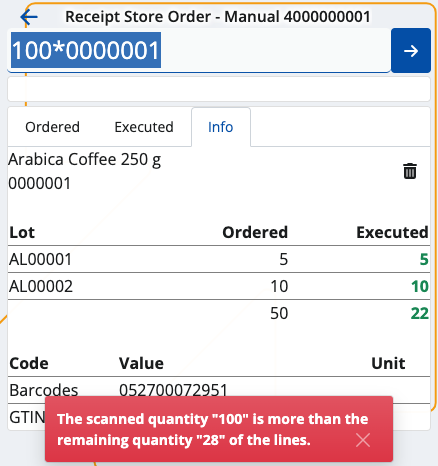 Receipt Store Order - Manual 4000000001
100*0000001
Ordered Executed Info
Arabica Coffee 250 g
0000001
Lot Ordered Executed
AL00001 5 5
AL00002 10 10
50 22
Code Value Unit
Barcodes 052700072951
GTIN
The scanned quantity "100" is more than the
remaining quantity "28" of the lines.